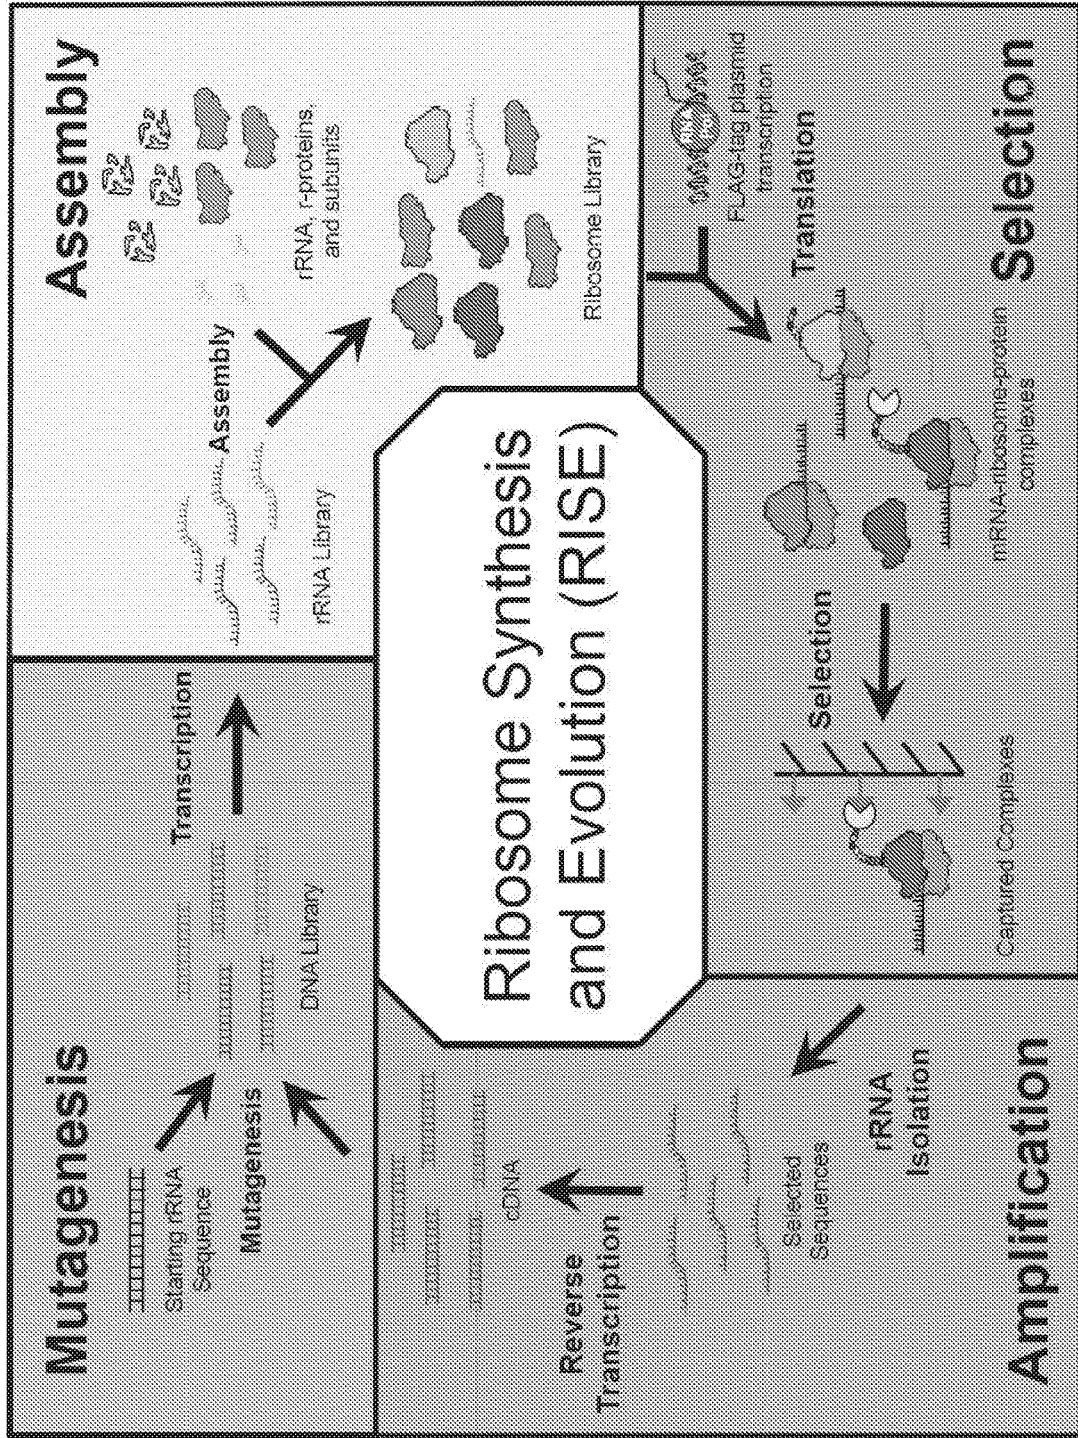 Mutagenesis
Starting rRNA
Sequence
Mutagenesis
DNA Library
Transcription
Assembly
rRNA Library
Assembly
rRNA, r-proteins,
and subunits
Ribosome Library
Ribosome Synthesis
and Evolution (RISE)
Selection
FLAG-tag plasmid
transcription
Translation
mRNA-ribosome-protein
complexes
Selection
Captured Complexes
Amplification
rRNA
Isolation
Selected
Sequences
Reverse
Transcription
cDNA